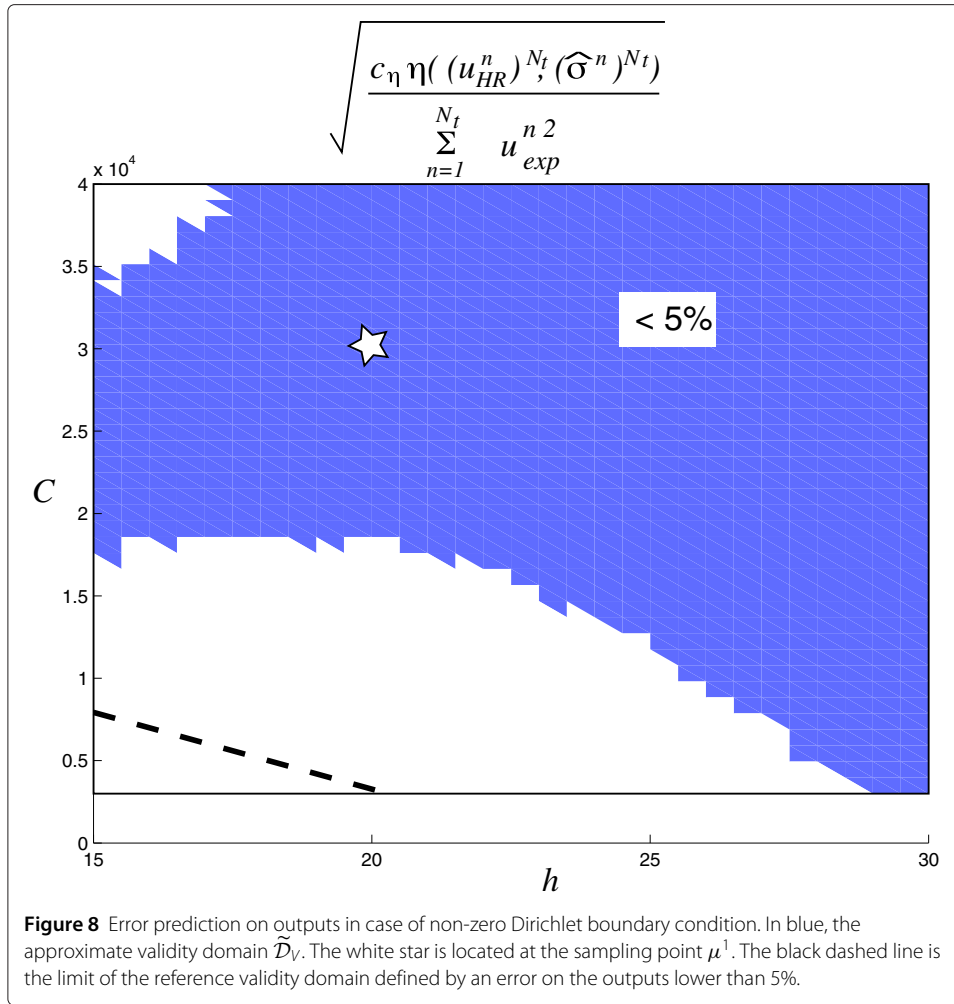 √ c_η η( (u_{HR}^n)^{N_t}, (σ̂^n)^{N_t})
N_t
Σ u_{exp}^{n 2}
n=1
x 10^4
4
3.5
< 5%
3
2.5
C
2
1.5
1
0.5
0
15 20 25 30
h
Figure 8 Error prediction on outputs in case of non-zero Dirichlet boundary condition. In blue, the
approximate validity domain 𝒟̃_V. The white star is located at the sampling point μ^1. The black dashed line is
the limit of the reference validity domain defined by an error on the outputs lower than 5%.